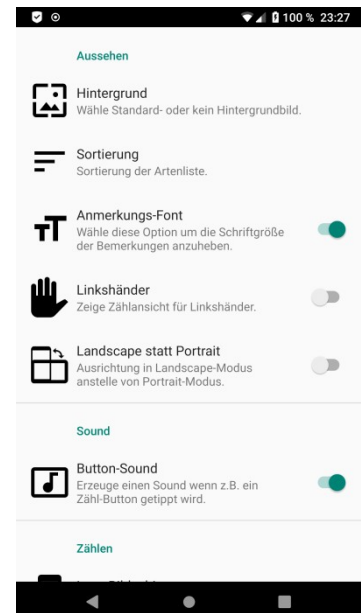 100 % 23:27
Aussehen
Hintergrund
Wähle Standard- oder kein Hintergrundbild.
Sortierung
Sortierung der Artenliste.
Anmerkungs-Font
Wähle diese Option um die Schriftgröße
der Bemerkungen anzuheben.
Linkshänder
Zeige Zählansicht für Linkshänder.
Landscape statt Portrait
Ausrichtung in Landscape-Modus
anstelle von Portrait-Modus.
Sound
Button-Sound
Erzeuge einen Sound wenn z.B. ein
Zähl-Button getippt wird.
Zählen